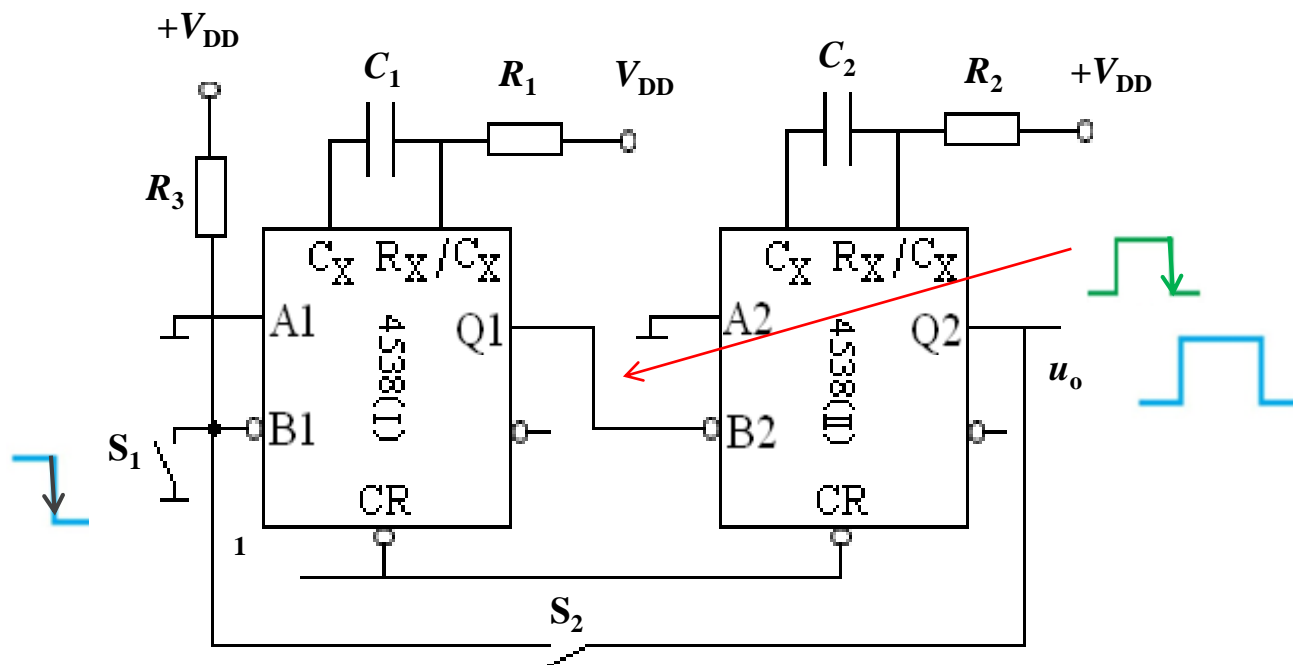 +VDD
C1
R1
VDD
C2
R2
+VDD
R3
CX RX/CX
CX RX/CX
A1
4538(I)
Q1
A2
4538(II)
Q2
uo
S1
B1
B2
CR
CR
1
S2